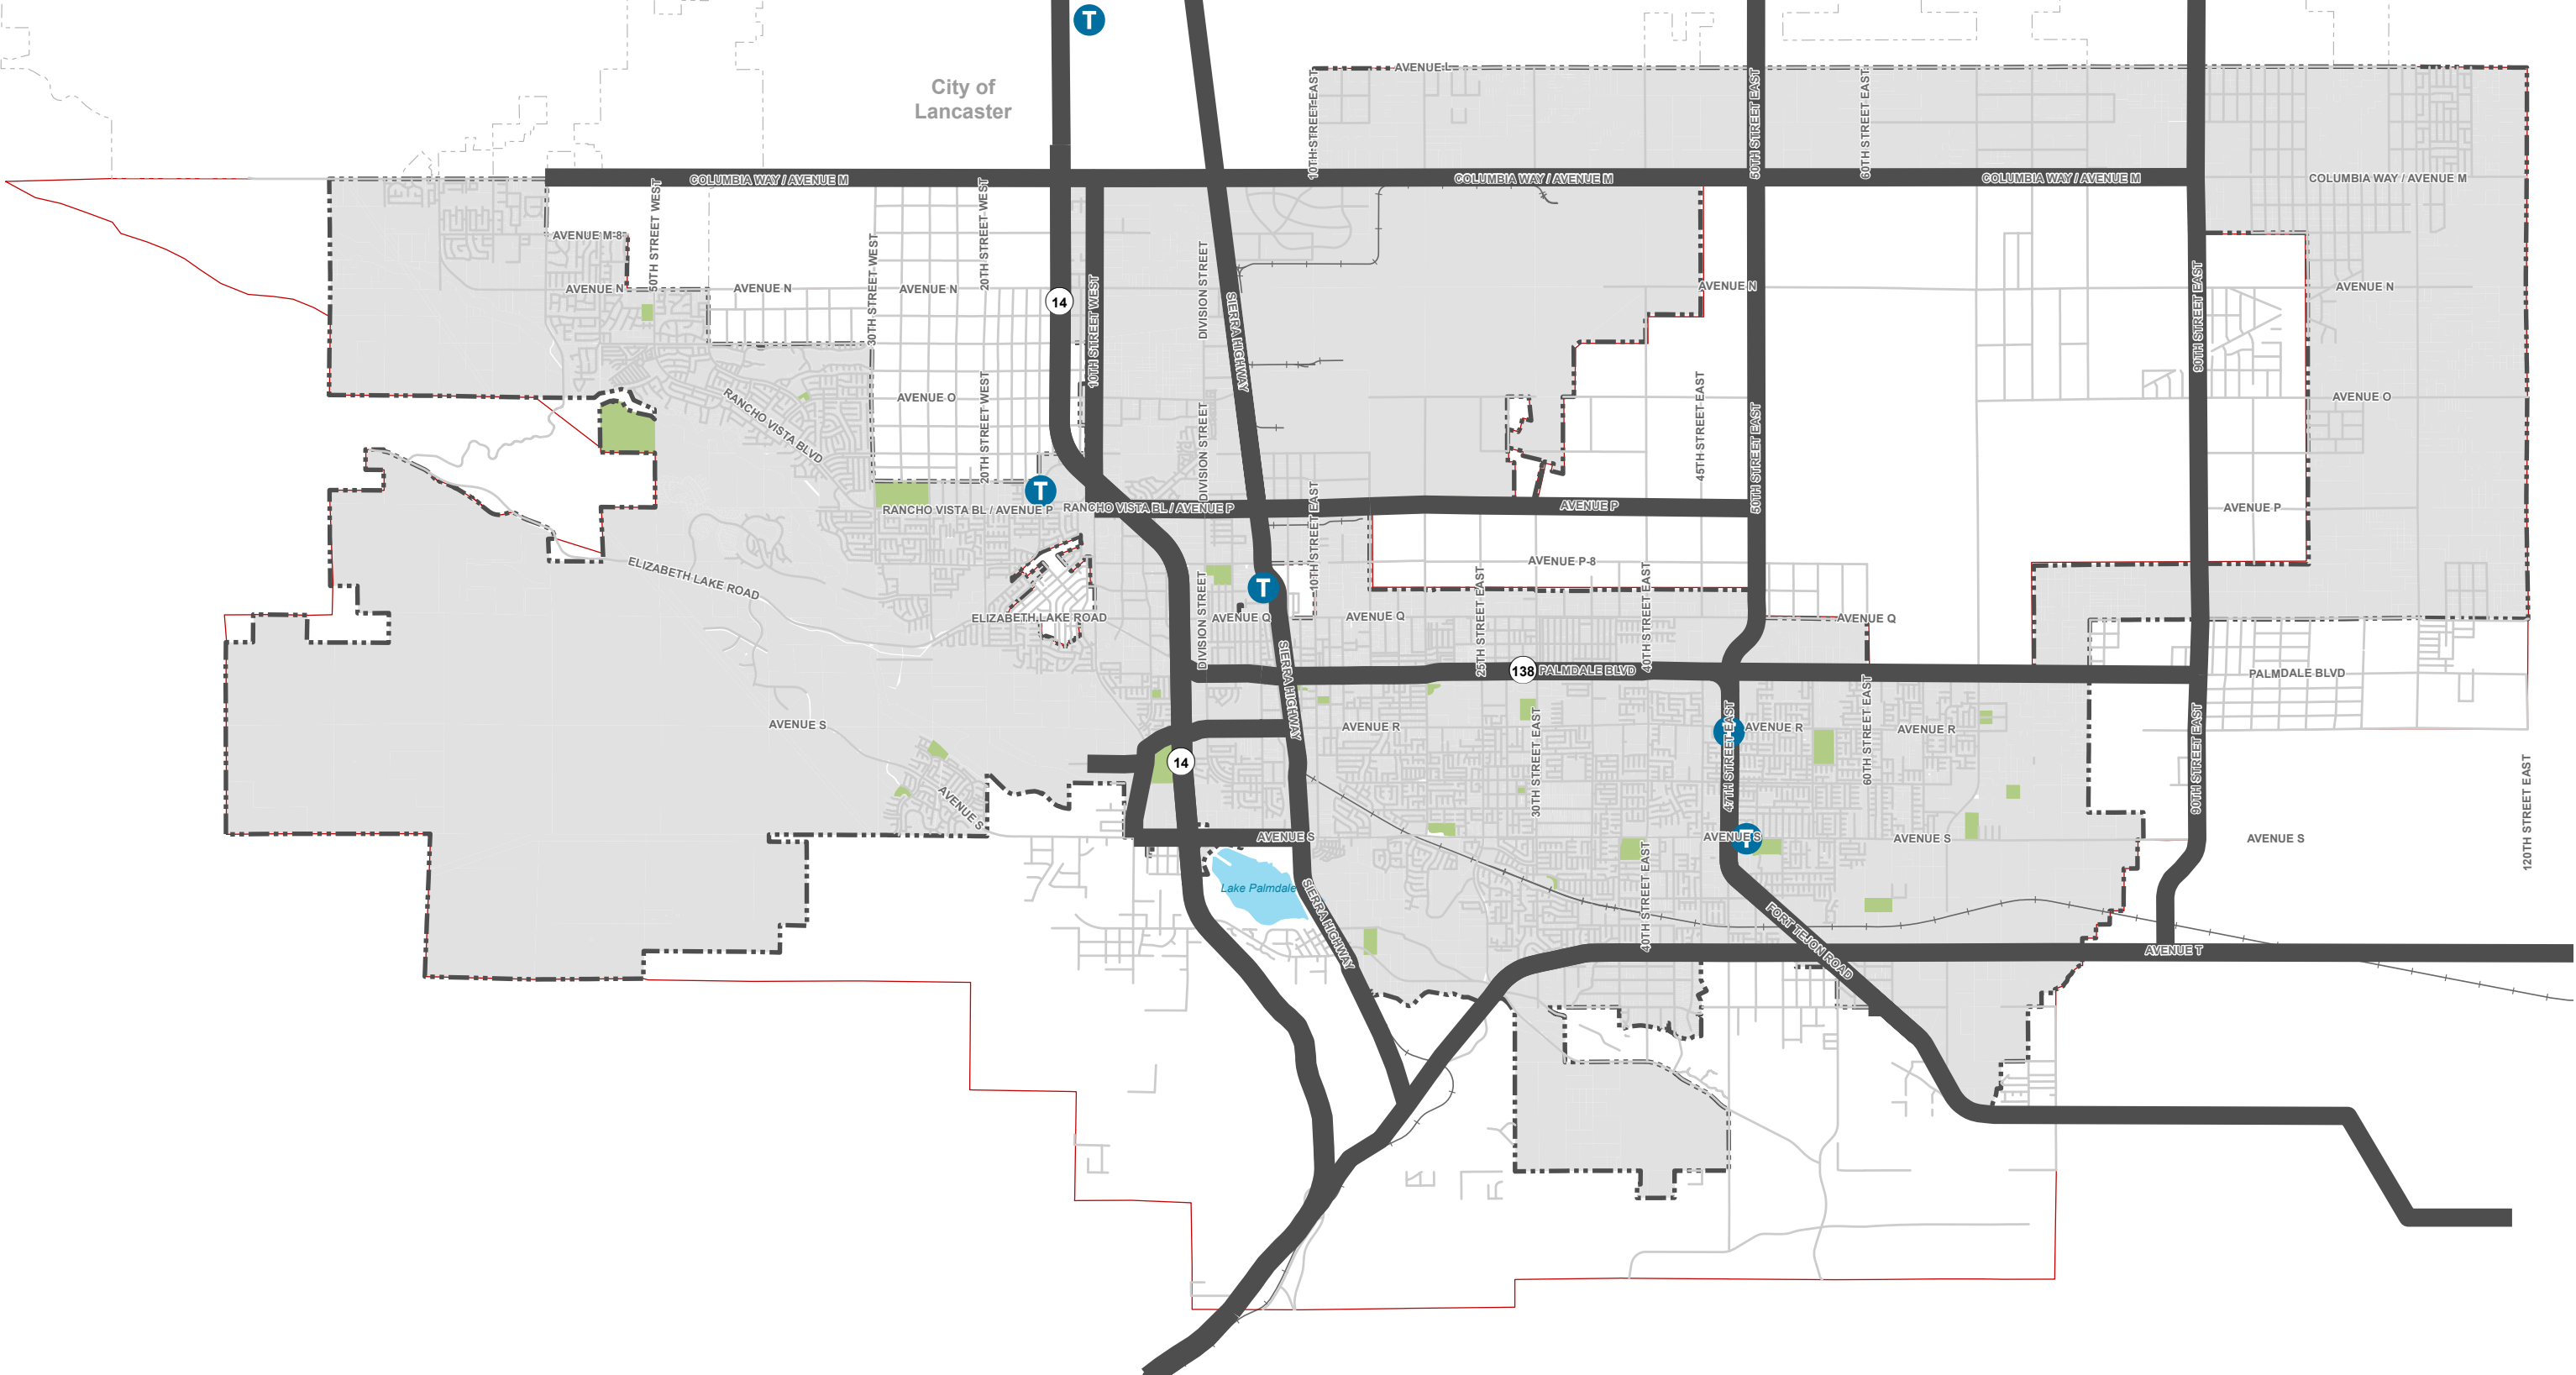 T
City of
Lancaster
AVENUE L
10TH STREET EAST
50TH STREET EAST
60TH STREET EAST
COLUMBIA WAY / AVENUE M
COLUMBIA WAY / AVENUE M
COLUMBIA WAY / AVENUE M
COLUMBIA WAY / AVENUE M
AVENUE M-8
50TH STREET WEST
20TH STREET WEST
30TH STREET WEST
DIVISION STREET
AVENUE N
AVENUE N
AVENUE N
AVENUE N
AVENUE N
14
10TH STREET WEST
SIERRA HIGHWAY
90TH STREET EAST
RANCHO VISTA BLVD
AVENUE O
20TH STREET WEST
DIVISION STREET
45TH STREET EAST
50TH STREET EAST
AVENUE O
T
RANCHO VISTA BL / AVENUE P
RANCHO VISTA BL / AVENUE P
10TH STREET EAST
AVENUE P
AVENUE P
ELIZABETH LAKE ROAD
AVENUE P-8
T
DIVISION STREET
25TH STREET EAST
40TH STREET EAST
ELIZABETH LAKE ROAD
AVENUE Q
AVENUE Q
AVENUE Q
SIERRA HIGHWAY
138
PALMDALE BLVD
PALMDALE BLVD
AVENUE S
AVENUE R
30TH STREET EAST
47TH STREET EAST
T
AVENUE R
60TH STREET EAST
AVENUE R
90TH STREET EAST
14
AVENUE S
120TH STREET EAST
AVENUE S
AVENUE S
T
AVENUE S
AVENUE S
Lake Palmdale
SIERRA HIGHWAY
40TH STREET EAST
FORT TEJON ROAD
AVENUE T